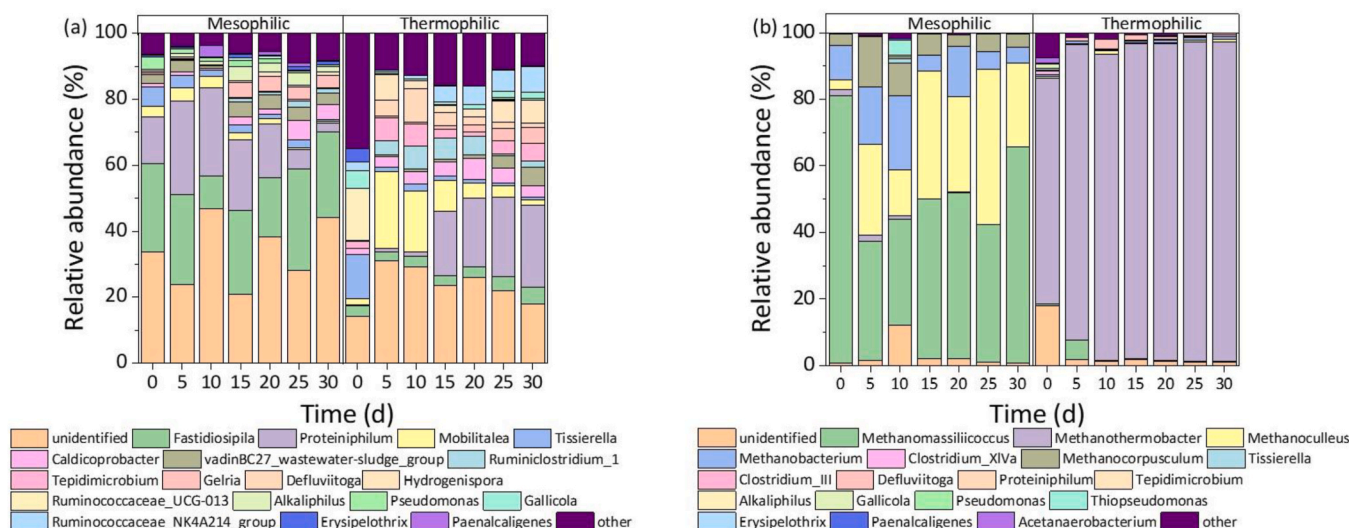 (a) Mesophilic Thermophilic
100
80
60
40
20
0
Relative abundance (%)
0 5 10 15 20 25 30 0 5 10 15 20 25 30
Time (d)
unidentified Fastidiosipila Proteiniphilum Mobilitalea Tissierella
Caldicoprobacter vadinBC27_wastewater-sludge_group Ruminiclostridium_1
Tepidimicrobium Gelria Defluviitoga Hydrogenispora
Ruminococcaceae_UCG-013 Alkaliphilus Pseudomonas Gallicola
Ruminococcaceae_NK4A214_group Erysipelothrix Paenalcaligenes other
(b) Mesophilic Thermophilic
100
80
60
40
20
0
Relative abundance (%)
0 5 10 15 20 25 30 0 5 10 15 20 25 30
Time (d)
unidentified Methanomassiliicoccus Methanothermobacter Methanoculleus
Methanobacterium Clostridium_XIVa Methanocorpusculum Tissierella
Clostridium_III Defluviitoga Proteiniphilum Tepidimicrobium
Alkaliphilus Gallicola Pseudomonas Thiopseudomonas
Erysipelothrix Paenalcaligenes Acetanaerobacterium other